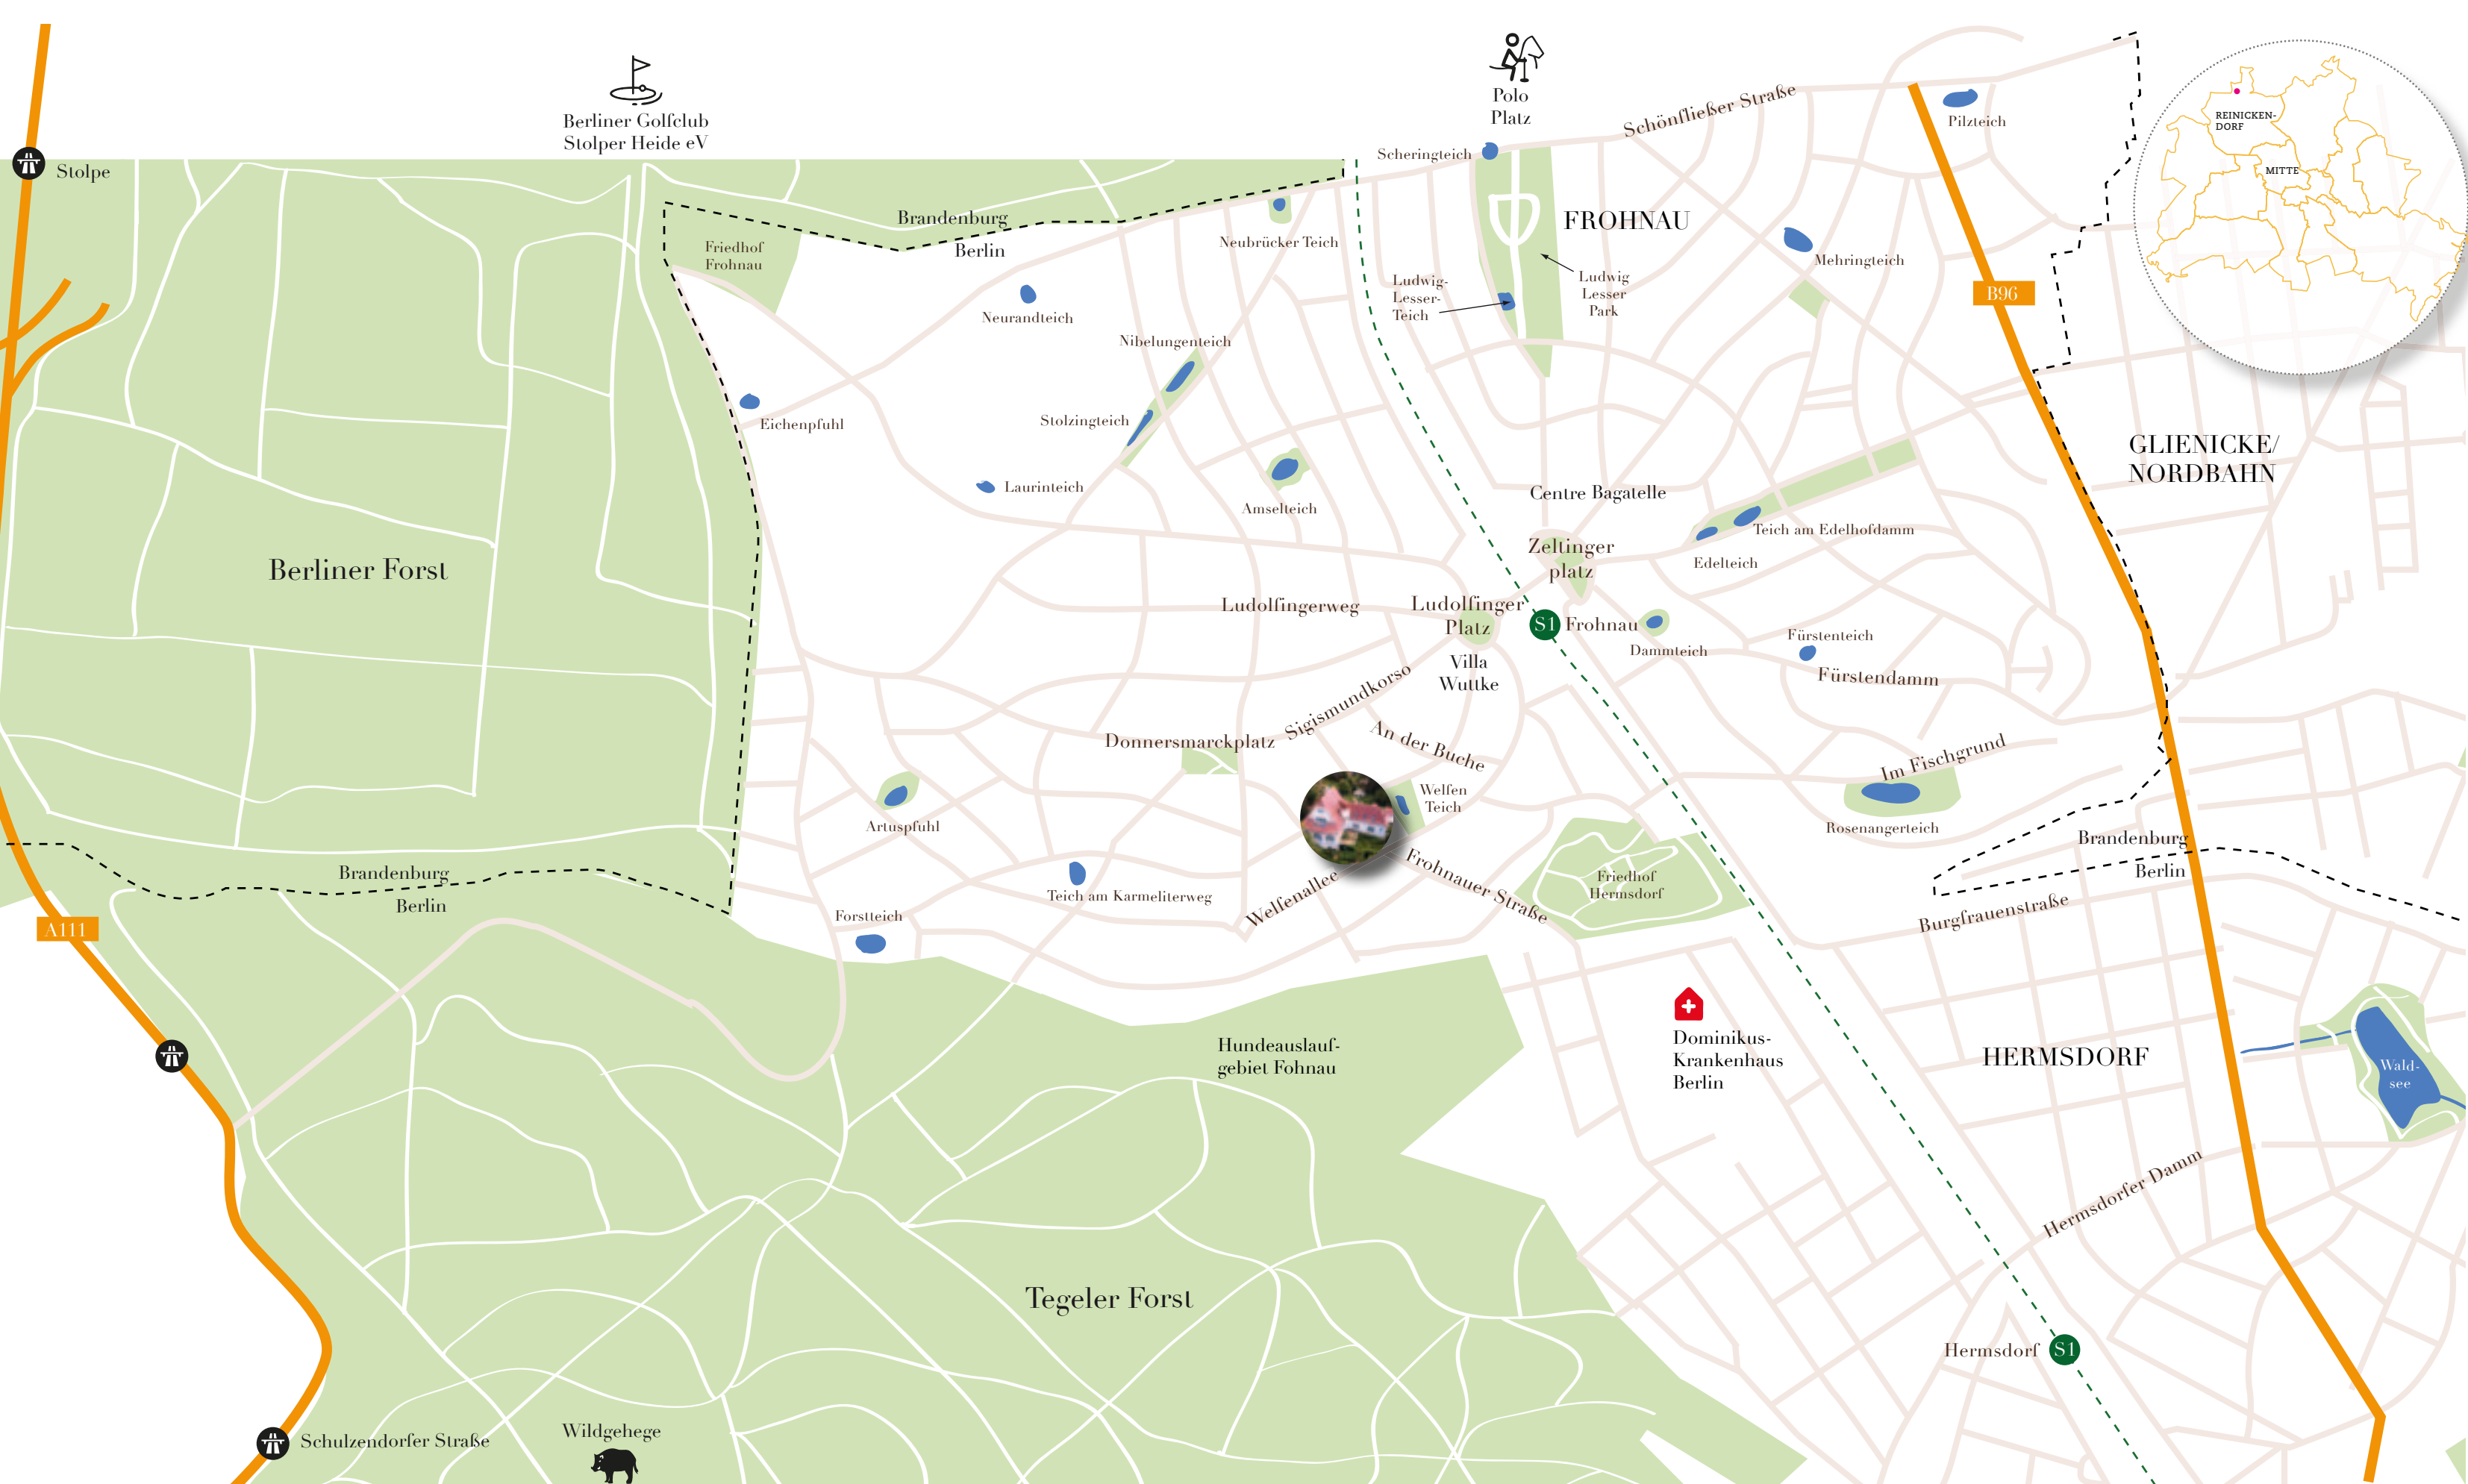 Berliner Golfclub
Stolper Heide eV
Polo
Platz
Schönfließer Straße
Pilzteich
REINICKEN-
DORF
MITTE
Stolpe
Scheringteich
Brandenburg
Berlin
Friedhof
Frohnau
Neubrücker Teich
FROHNAU
Mehringteich
Ludwig-
Lesser-
Teich
Ludwig
Lesser
Park
B96
Neurandteich
Nibelungenteich
Stolzingteich
Eichenpfuhl
GLIENICKE/
NORDBAHN
Laurinteich
Amselteich
Centre Bagatelle
Teich am Edelhofdamm
Edelteich
Zeltinger
platz
Berliner Forst
Ludolfingerweg
Ludolfinger
Platz
S1
Frohnau
Dammteich
Fürstenteich
Fürstendamm
Villa
Wuttke
Sigismundkorso
Donnersmarckplatz
An der Buche
Im Fischgrund
Welfen
Teich
Artuspfuhl
Rosenangerteich
Brandenburg
Berlin
Brandenburg
Berlin
Frohnauer Straße
Friedhof
Hermsdorf
Welfenallee
Teich am Karmeliterweg
Forstteich
Burgfrauenstraße
A111
Hundeauslauf-
gebiet Fohnau
Dominikus-
Krankenhaus
Berlin
HERMSDORF
Wald-
see
Hermsdorfer Damm
Tegeler Forst
Hermsdorf
S1
Schulzendorfer Straße
Wildgehege